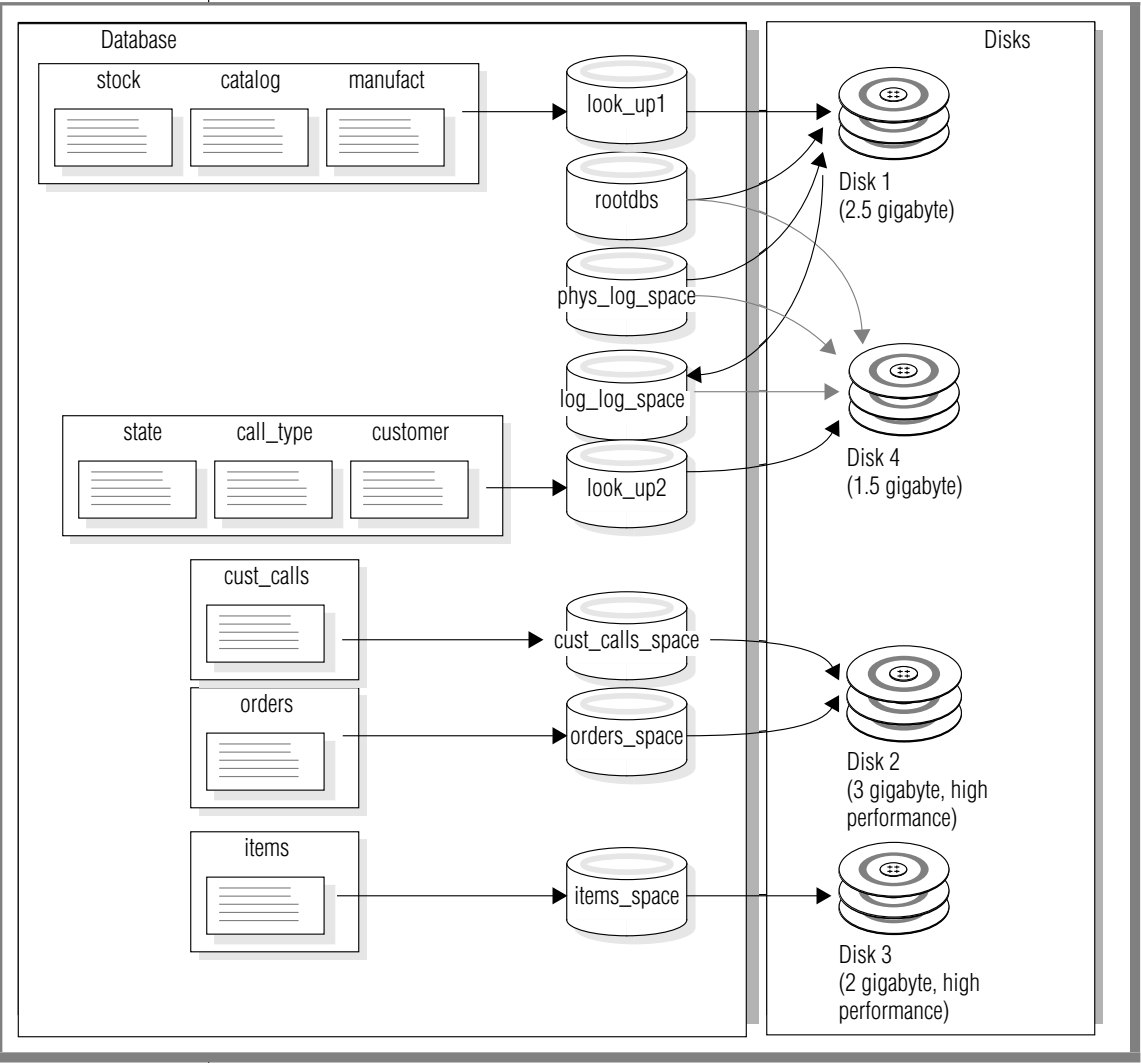 Database
Disks
stock
catalog
manufact
look_up1
Disk 1
(2.5 gigabyte)
rootdbs
phys_log_space
log_log_space
state
call_type
customer
look_up2
Disk 4
(1.5 gigabyte)
cust_calls
cust_calls_space
orders
orders_space
Disk 2
(3 gigabyte, high
performance)
items
items_space
Disk 3
(2 gigabyte, high
performance)